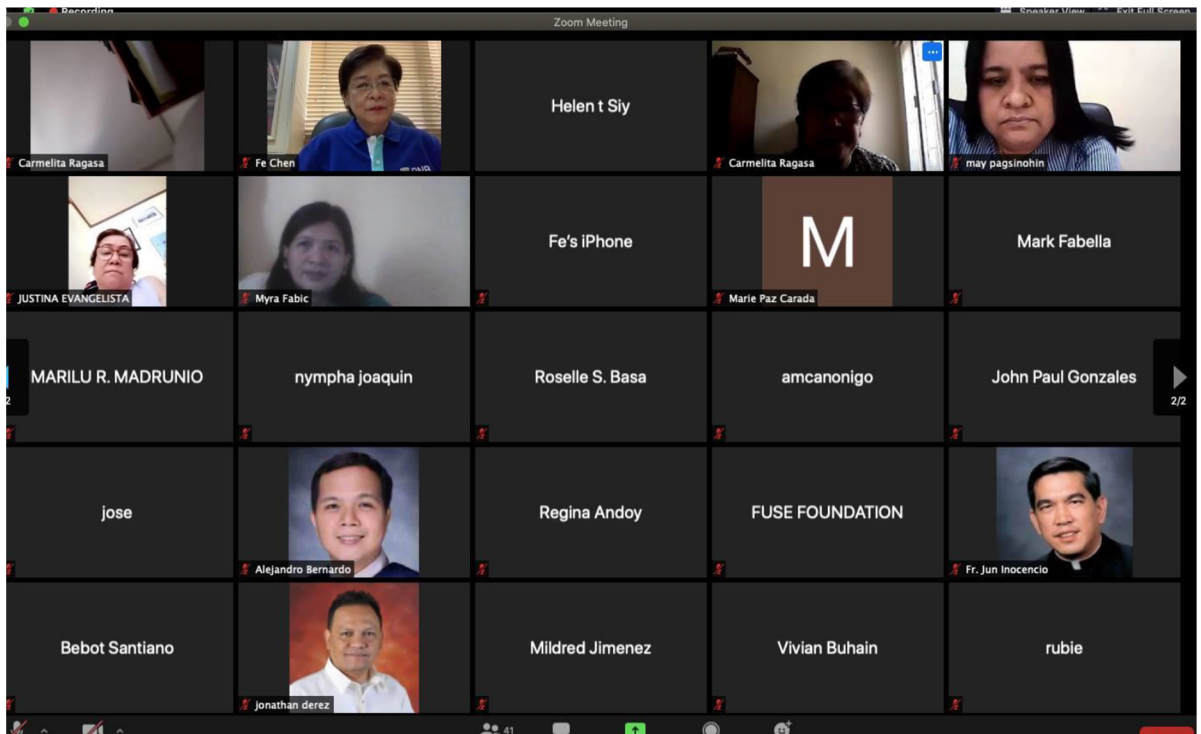 Recording
Zoom Meeting
Speaker View Exit Full Screen
Carmelita Ragasa
Fe Chen
Helen t Siy
Carmelita Ragasa
may pagsinohin
JUSTINA EVANGELISTA
Myra Fabic
Fe's iPhone
M
Marie Paz Carada
Mark Fabella
MARILU R. MADRUNIO
nympha joaquin
Roselle S. Basa
amcanonigo
John Paul Gonzales
2/2
jose
Alejandro Bernardo
Regina Andoy
FUSE FOUNDATION
Fr. Jun Inocencio
Bebot Santiano
jonathan derez
Mildred Jimenez
Vivian Buhain
rubie
41